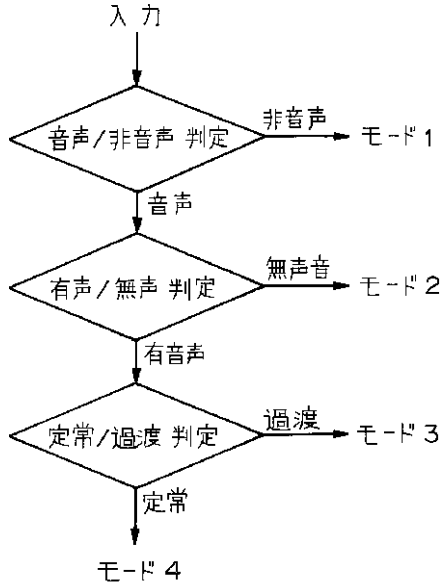 入力
音声/非音声 判定
非音声
モード1
音声
有声/無声 判定
無声音
モード2
有音声
定常/過渡 判定
過渡
モード3
定常
モード4